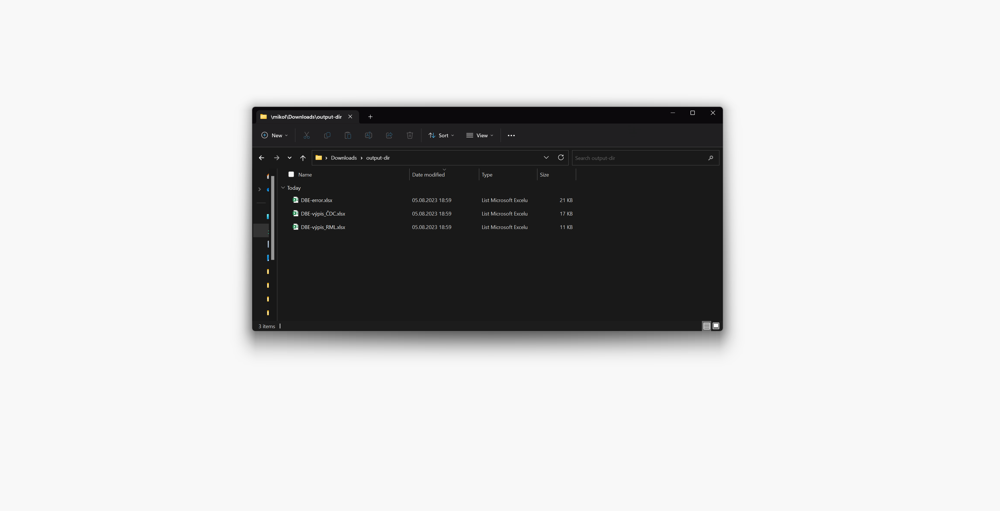 \mikol\Downloads\output-dir
New Sort View
Downloads output-dir Search output-dir
Name Date modified Type Size
Today
DBE-error.xlsx 05.08.2023 18:59 List Microsoft Excelu 21 KB
DBE-výpis_ČDC.xlsx 05.08.2023 18:59 List Microsoft Excelu 17 KB
DBE-výpis_RML.xlsx 05.08.2023 18:59 List Microsoft Excelu 11 KB
3 items